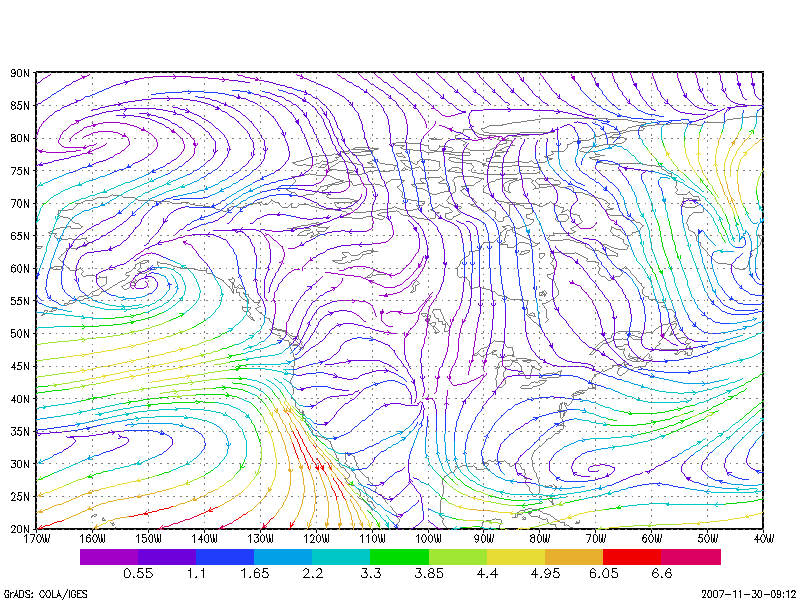 90N
85N
80N
75N
70N
65N
60N
55N
50N
45N
40N
35N
30N
25N
20N
170W 160W 150W 140W 130W 120W 110W 100W 90W 80W 70W 60W 50W 40W
0.55 1.1 1.65 2.2 3.3 3.85 4.4 4.95 6.05 6.6
GrADS: COLA/IGES 2007-11-30-09:12